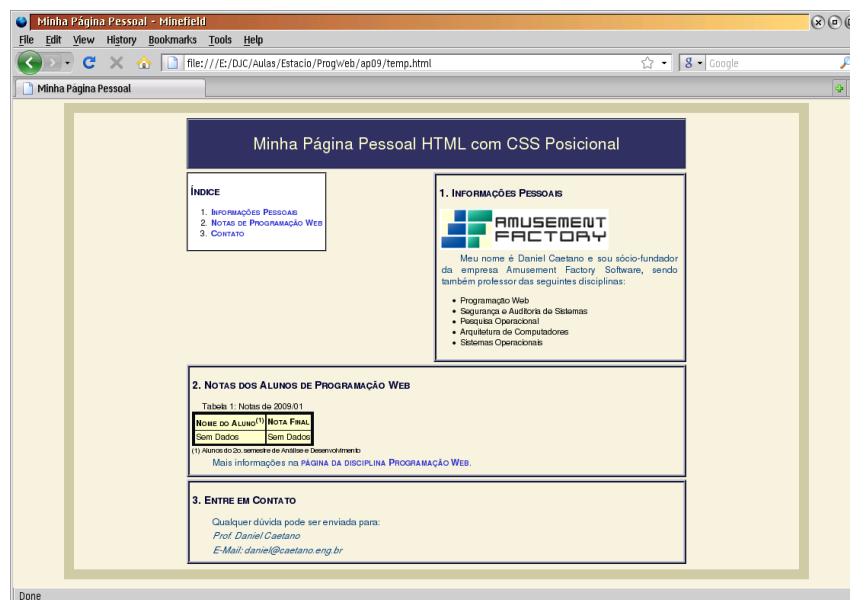 Minha Página Pessoal - Minefield
File Edit View History Bookmarks Tools Help
file:///E:/DJC/Aulas/Estacio/ProgWeb/ap09/temp.html
Google
Minha Página Pessoal
Minha Página Pessoal HTML com CSS Posicional
Índice
1. Informações Pessoais
2. Notas de Programação Web
3. Contato
1. Informações Pessoais
AMUSEMENT
FACTORY
Meu nome é Daniel Caetano e sou sócio-fundador
da empresa Amusement Factory Software, sendo
também professor das seguintes disciplinas:
• Programação Web
• Segurança e Auditoria de Sistemas
• Pesquisa Operacional
• Arquitetura de Computadores
• Sistemas Operacionais
2. Notas dos Alunos de Programação Web
Tabela 1: Notas de 2009/01
Nome do Aluno(1) Nota Final
Sem Dados Sem Dados
(1) Alunos do 2o. semestre de Análise e Desenvolvimento
Mais informações na página da disciplina Programação Web.
3. Entre em Contato
Qualquer dúvida pode ser enviada para:
Prof. Daniel Caetano
E-Mail: daniel@caetano.eng.br
Done